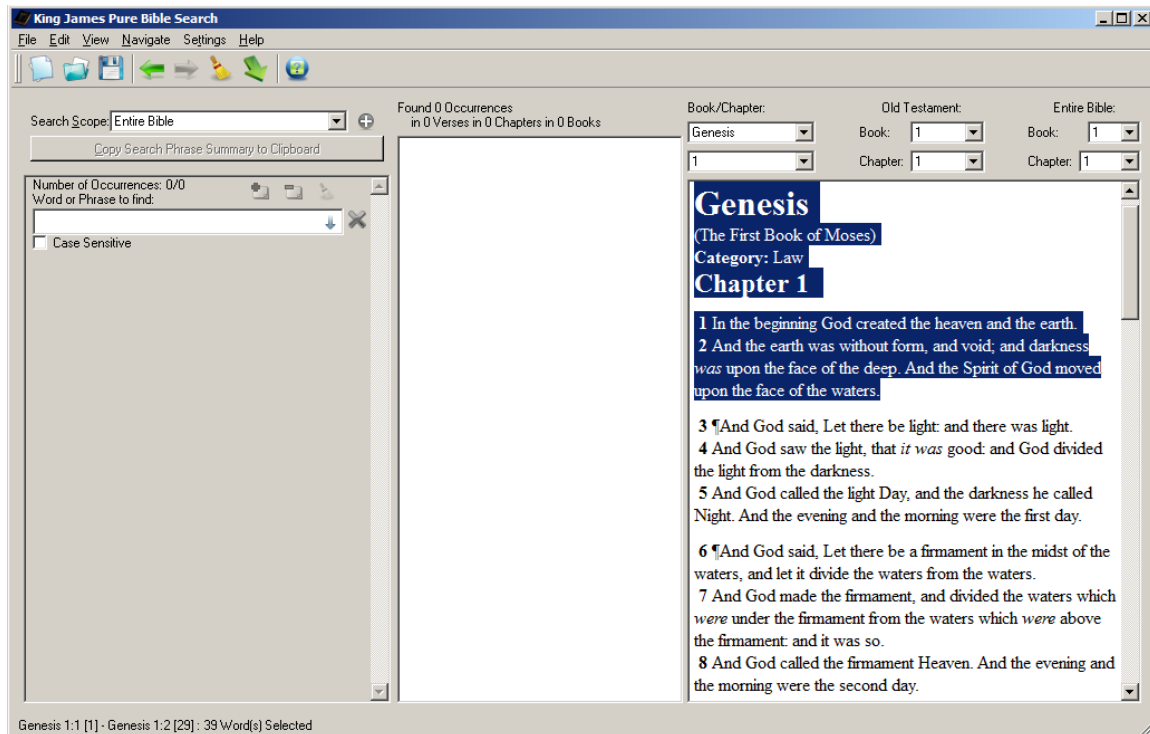 King James Pure Bible Search
File Edit View Navigate Settings Help
Search Scope: Entire Bible
Copy Search Phrase Summary to Clipboard
Number of Occurrences: 0/0
Word or Phrase to find:
Case Sensitive
Found 0 Occurrences
in 0 Verses in 0 Chapters in 0 Books
Book/Chapter: Old Testament: Entire Bible:
Genesis Book: 1 Book: 1
1 Chapter: 1 Chapter: 1
Genesis
(The First Book of Moses)
Category: Law
Chapter 1
1 In the beginning God created the heaven and the earth.
2 And the earth was without form, and void; and darkness
was upon the face of the deep. And the Spirit of God moved
upon the face of the waters.
3 ¶And God said, Let there be light: and there was light.
4 And God saw the light, that it was good: and God divided
the light from the darkness.
5 And God called the light Day, and the darkness he called
Night. And the evening and the morning were the first day.
6 ¶And God said, Let there be a firmament in the midst of the
waters, and let it divide the waters from the waters.
7 And God made the firmament, and divided the waters which
were under the firmament from the waters which were above
the firmament: and it was so.
8 And God called the firmament Heaven. And the evening and
the morning were the second day.
Genesis 1:1 [1] - Genesis 1:2 [29] : 39 Word(s) Selected